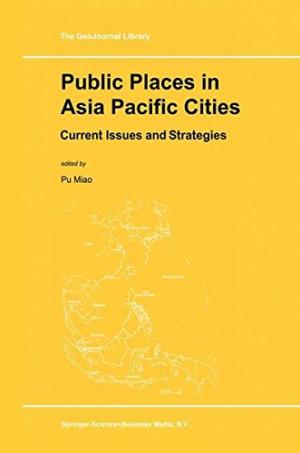 The GeoJournal Library
Public Places in
Asia Pacific Cities
Current Issues and Strategies
edited by
Pu Miao
Springer-Science+Business Media, B.V.